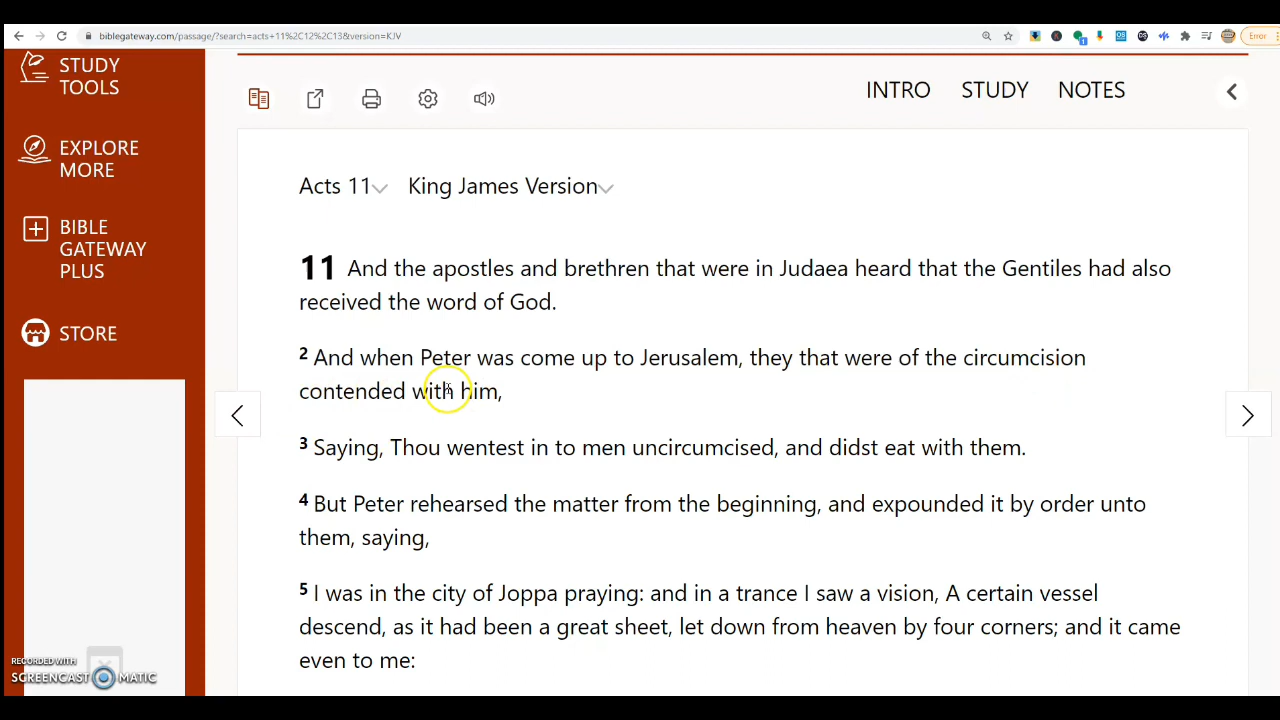 biblegateway.com/passage/?search=acts+11%2C12%2C13&version=KJV
Error
STUDY
TOOLS
EXPLORE
MORE
BIBLE
GATEWAY
PLUS
STORE
INTRO STUDY NOTES
Acts 11 King James Version
11 And the apostles and brethren that were in Judaea heard that the Gentiles had also
received the word of God.
2 And when Peter was come up to Jerusalem, they that were of the circumcision
contended with him,
3 Saying, Thou wentest in to men uncircumcised, and didst eat with them.
4 But Peter rehearsed the matter from the beginning, and expounded it by order unto
them, saying,
5 I was in the city of Joppa praying: and in a trance I saw a vision, A certain vessel
descend, as it had been a great sheet, let down from heaven by four corners; and it came
even to me:
RECORDED WITH
SCREENCAST MATIC